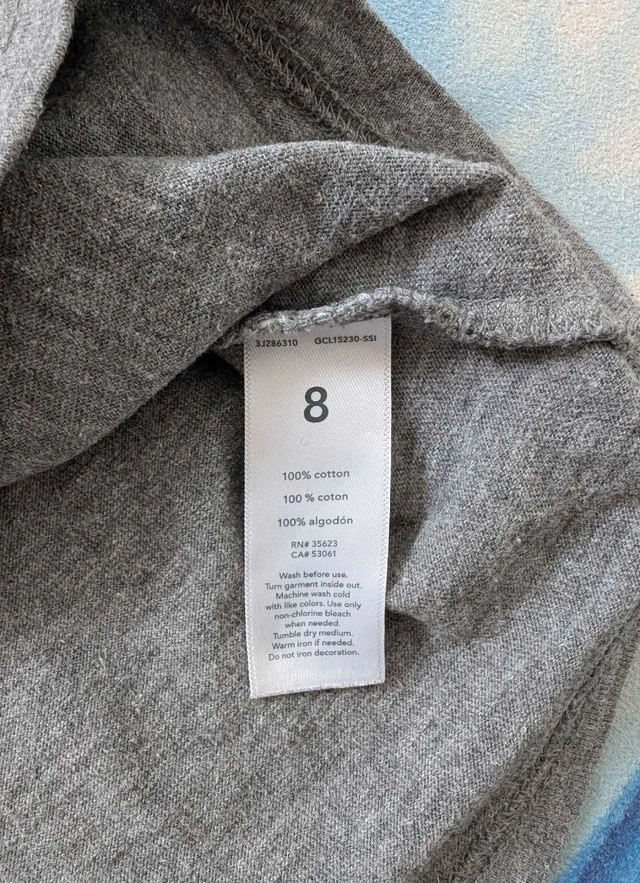 3J286310 GCL15230-SSI
8
100% cotton
100 % coton
100% algodón
RN# 35623
CA# 53061
Wash before use.
Turn garment inside out.
Machine wash cold
with like colors. Use only
non-chlorine bleach
when needed.
Tumble dry medium,
Warm iron if needed.
Do not iron decoration.